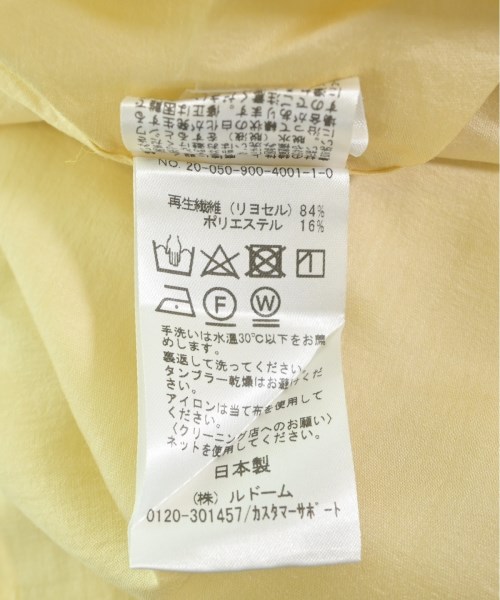 NO. 20-050-900-4001-1-0
再生繊維（リヨセル）84%
ポリエステル 16%
F W
手洗いは水温30℃以下をお勧
めします。
裏返して洗ってください。
タンブラー乾燥はお避けくだ
さい。
アイロンは当て布を使用して
ください。
〈クリーニング店へのお願い〉
ネットを使用してください。
日本製
（株）ルドーム
0120-301457/カスタマーサポート